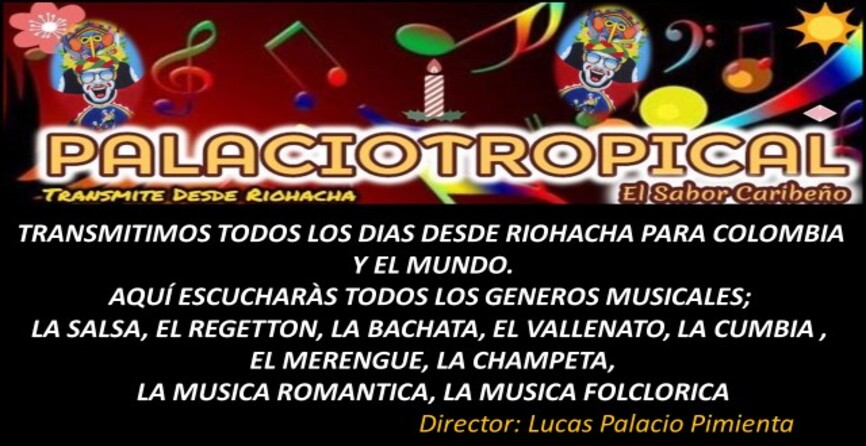 PALACIOTROPICAL
TRANSMITE DESDE RIOHACHA
El Sabor Caribeño
TRANSMITIMOS TODOS LOS DIAS DESDE RIOHACHA PARA COLOMBIA
Y EL MUNDO.
AQUÍ ESCUCHARÀS TODOS LOS GENEROS MUSICALES;
LA SALSA, EL REGETTON, LA BACHATA, EL VALLENATO, LA CUMBIA ,
EL MERENGUE, LA CHAMPETA,
LA MUSICA ROMANTICA, LA MUSICA FOLCLORICA
Director: Lucas Palacio Pimienta